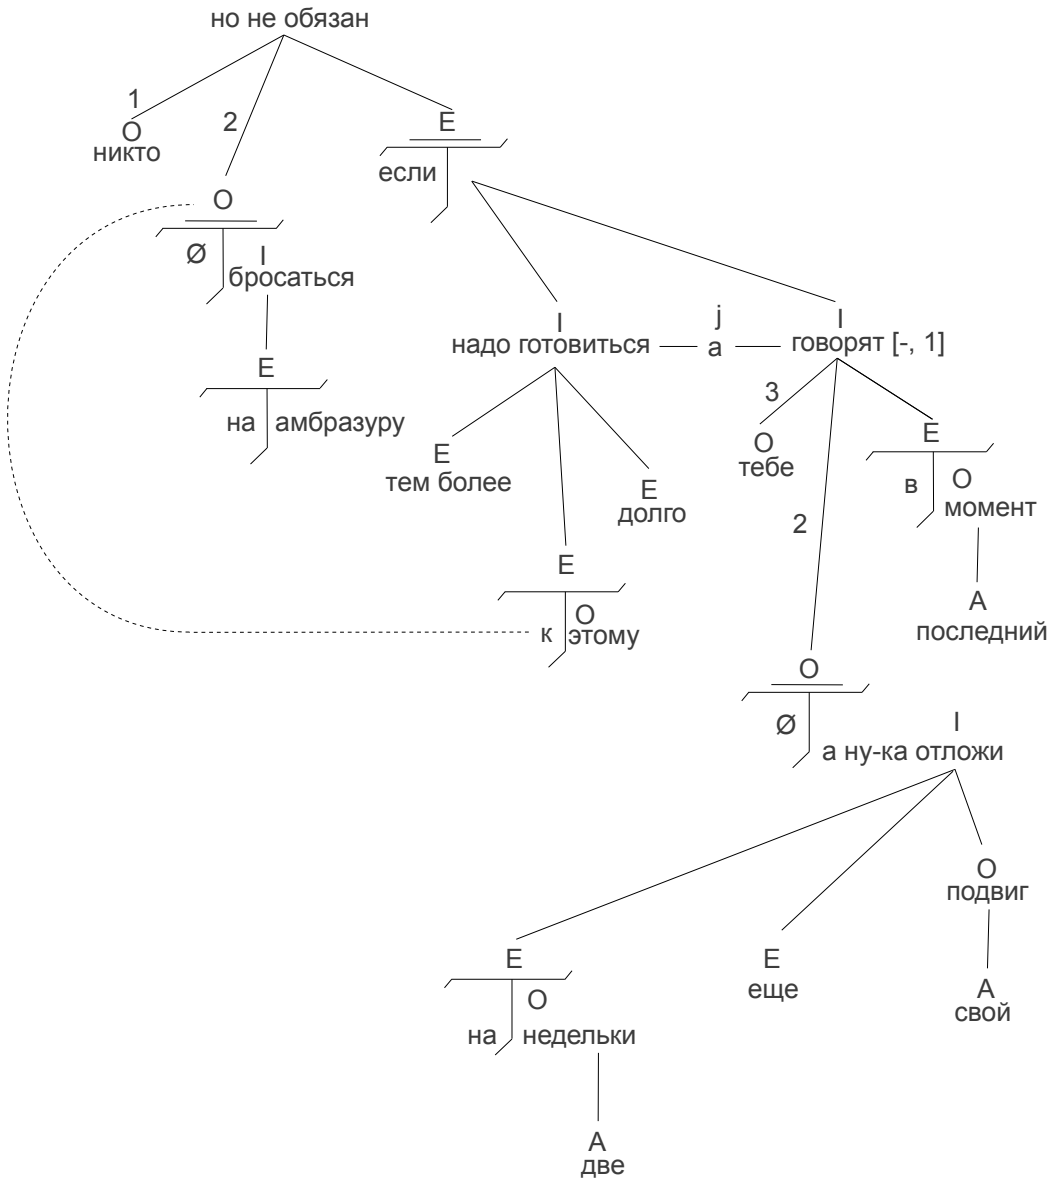 но не обязан
1
О
никто
2
Е
если
О
Ø
I
бросаться
Е
на амбразуру
I
надо готовиться
j
а
I
говорят [-, 1]
Е
тем более
Е
долго
3
О
тебе
Е
в
О
момент
2
Е
к
О
этому
А
последний
О
Ø
I
а ну-ка отложи
О
подвиг
Е
О
на недельки
Е
еще
А
свой
А
две